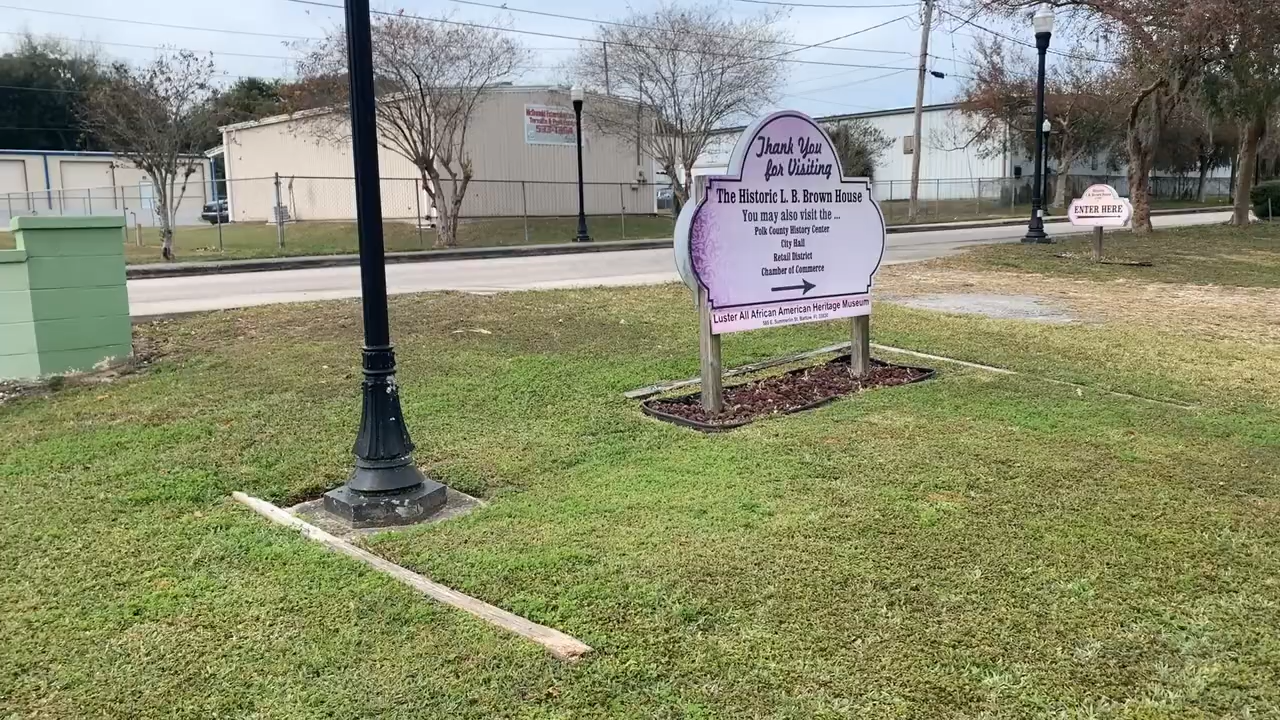 Thank You
for Visiting
The Historic L. B. Brown House
You may also visit the ...
Polk County History Center
City Hall
Retail District
Chamber of Commerce
Luster All African American Heritage Museum
ENTER HERE